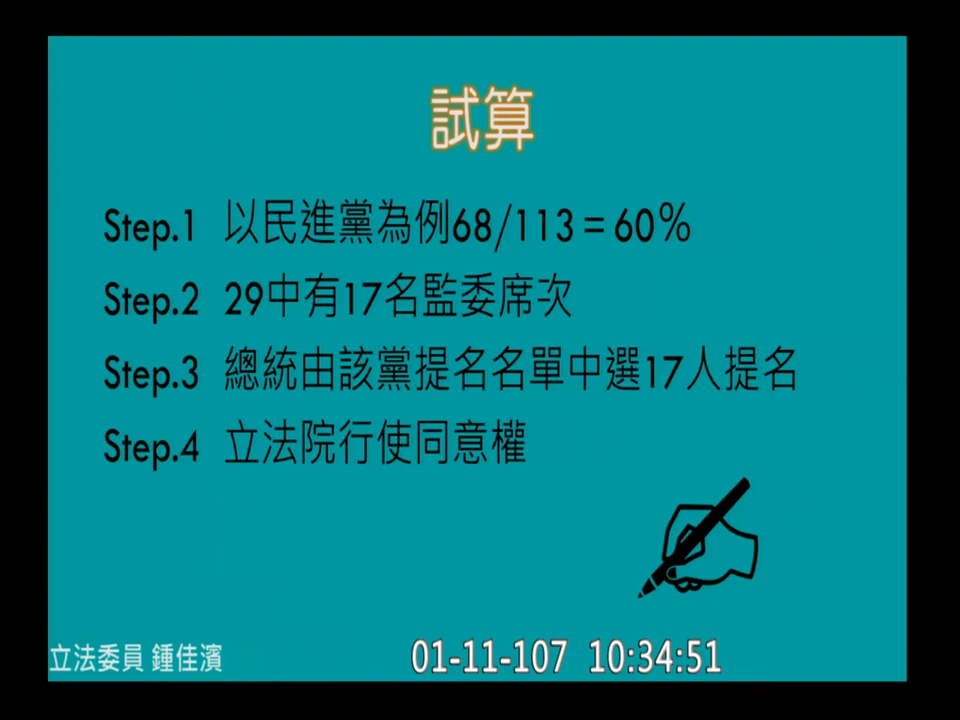 試算
Step.1 以民進黨為例68/113=60%
Step.2 29中有17名監委席次
Step.3 總統由該黨提名名單中選17人提名
Step.4 立法院行使同意權
立法委員 鍾佳濱
01-11-107 10:34:51